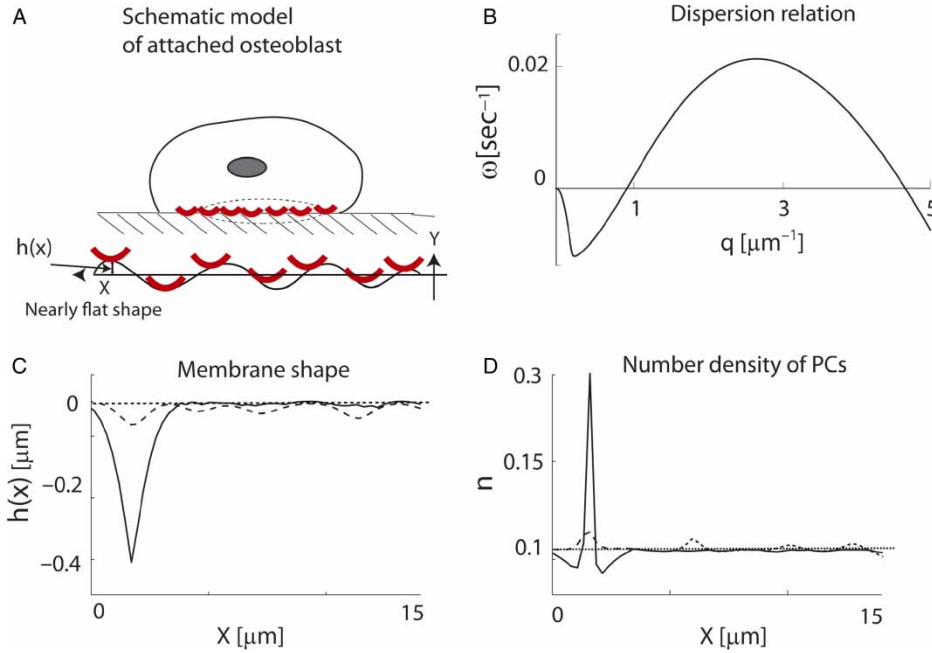 A
Schematic model
of attached osteoblast
h(x)
X
Y
Nearly flat shape
B
Dispersion relation
ω[sec⁻¹]
0.02
0
1
3
5
q [μm⁻¹]
C
Membrane shape
h(x) [μm]
0
−0.2
−0.4
0
15
X [μm]
D
Number density of PCs
n
0.3
0.15
0.1
0
15
X [μm]